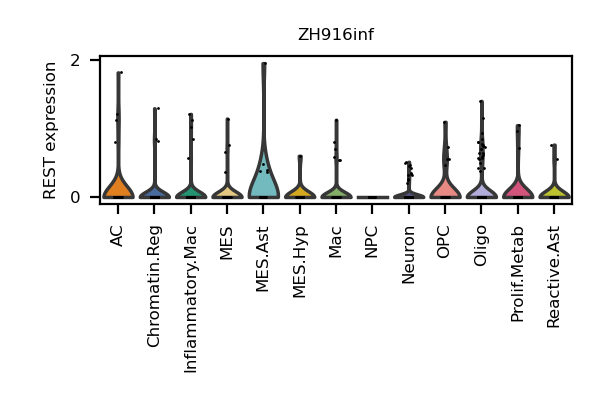 ZH916inf
REST expression
2
0
AC
Chromatin.Reg
Inflammatory.Mac
MES
MES.Ast
MES.Hyp
Mac
NPC
Neuron
OPC
Oligo
Prolif.Metab
Reactive.Ast